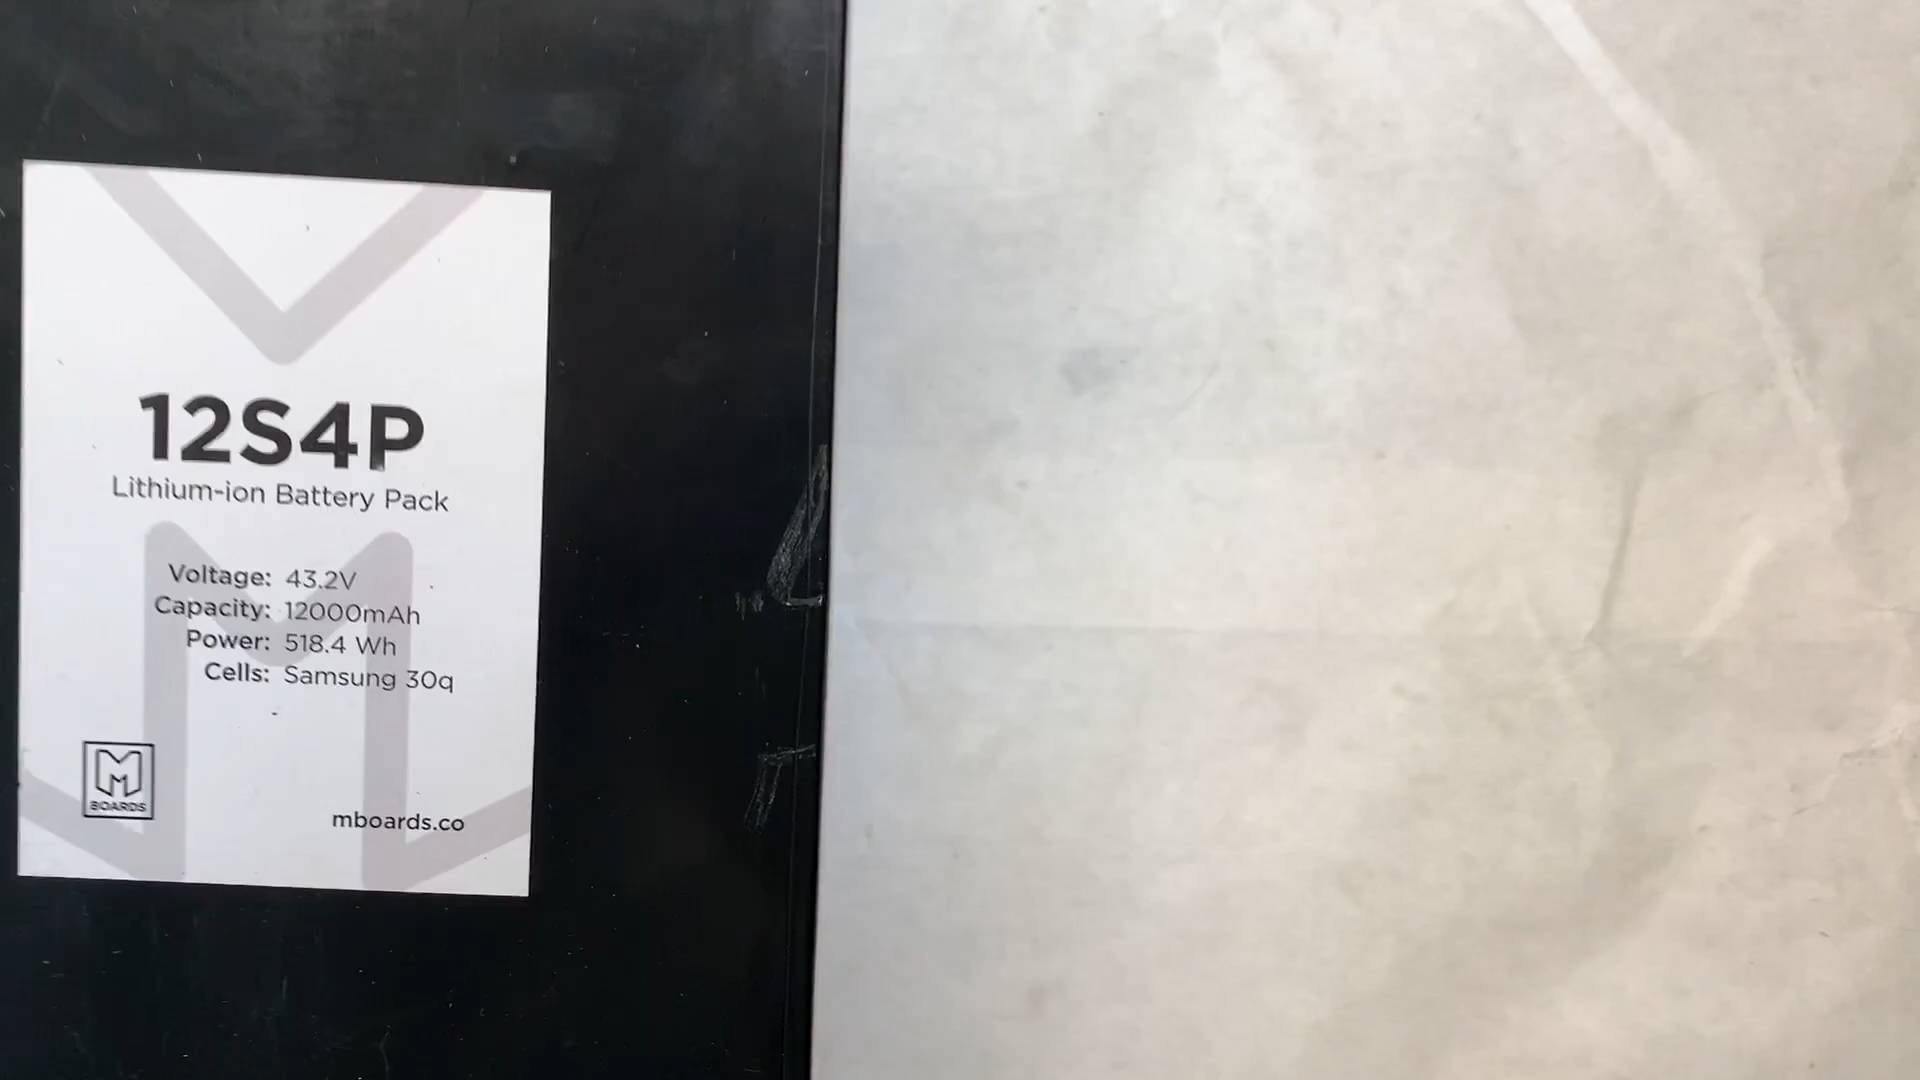 12S4P
Lithium-ion Battery Pack
Voltage: 43.2V
Capacity: 12000mAh
Power: 518.4 Wh
Cells: Samsung 30q
M
BOARDS
mboards.co